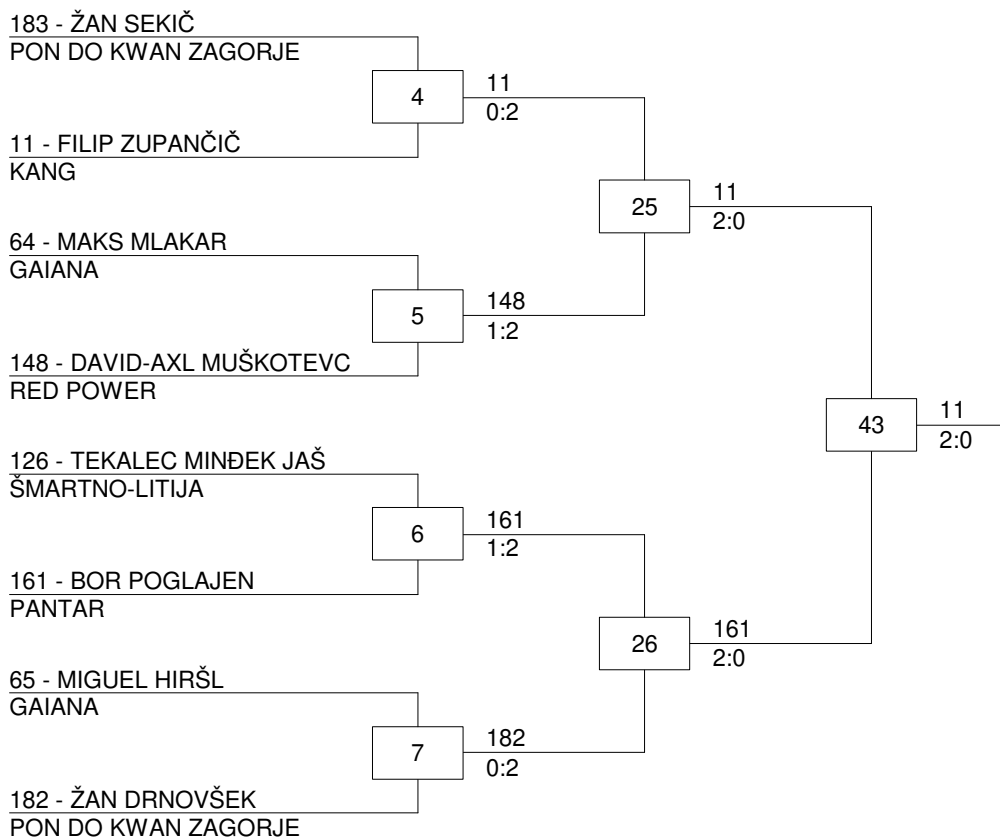 183 - ŽAN SEKIČ
PON DO KWAN ZAGORJE
4
11
0:2
11 - FILIP ZUPANČIČ
KANG
25
11
2:0
64 - MAKS MLAKAR
GAIANA
5
148
1:2
148 - DAVID-AXL MUŠKOTEVC
RED POWER
43
11
2:0
126 - TEKALEC MINĐEK JAŠ
ŠMARTNO-LITIJA
6
161
1:2
161 - BOR POGLAJEN
PANTAR
26
161
2:0
65 - MIGUEL HIRŠL
GAIANA
7
182
0:2
182 - ŽAN DRNOVŠEK
PON DO KWAN ZAGORJE